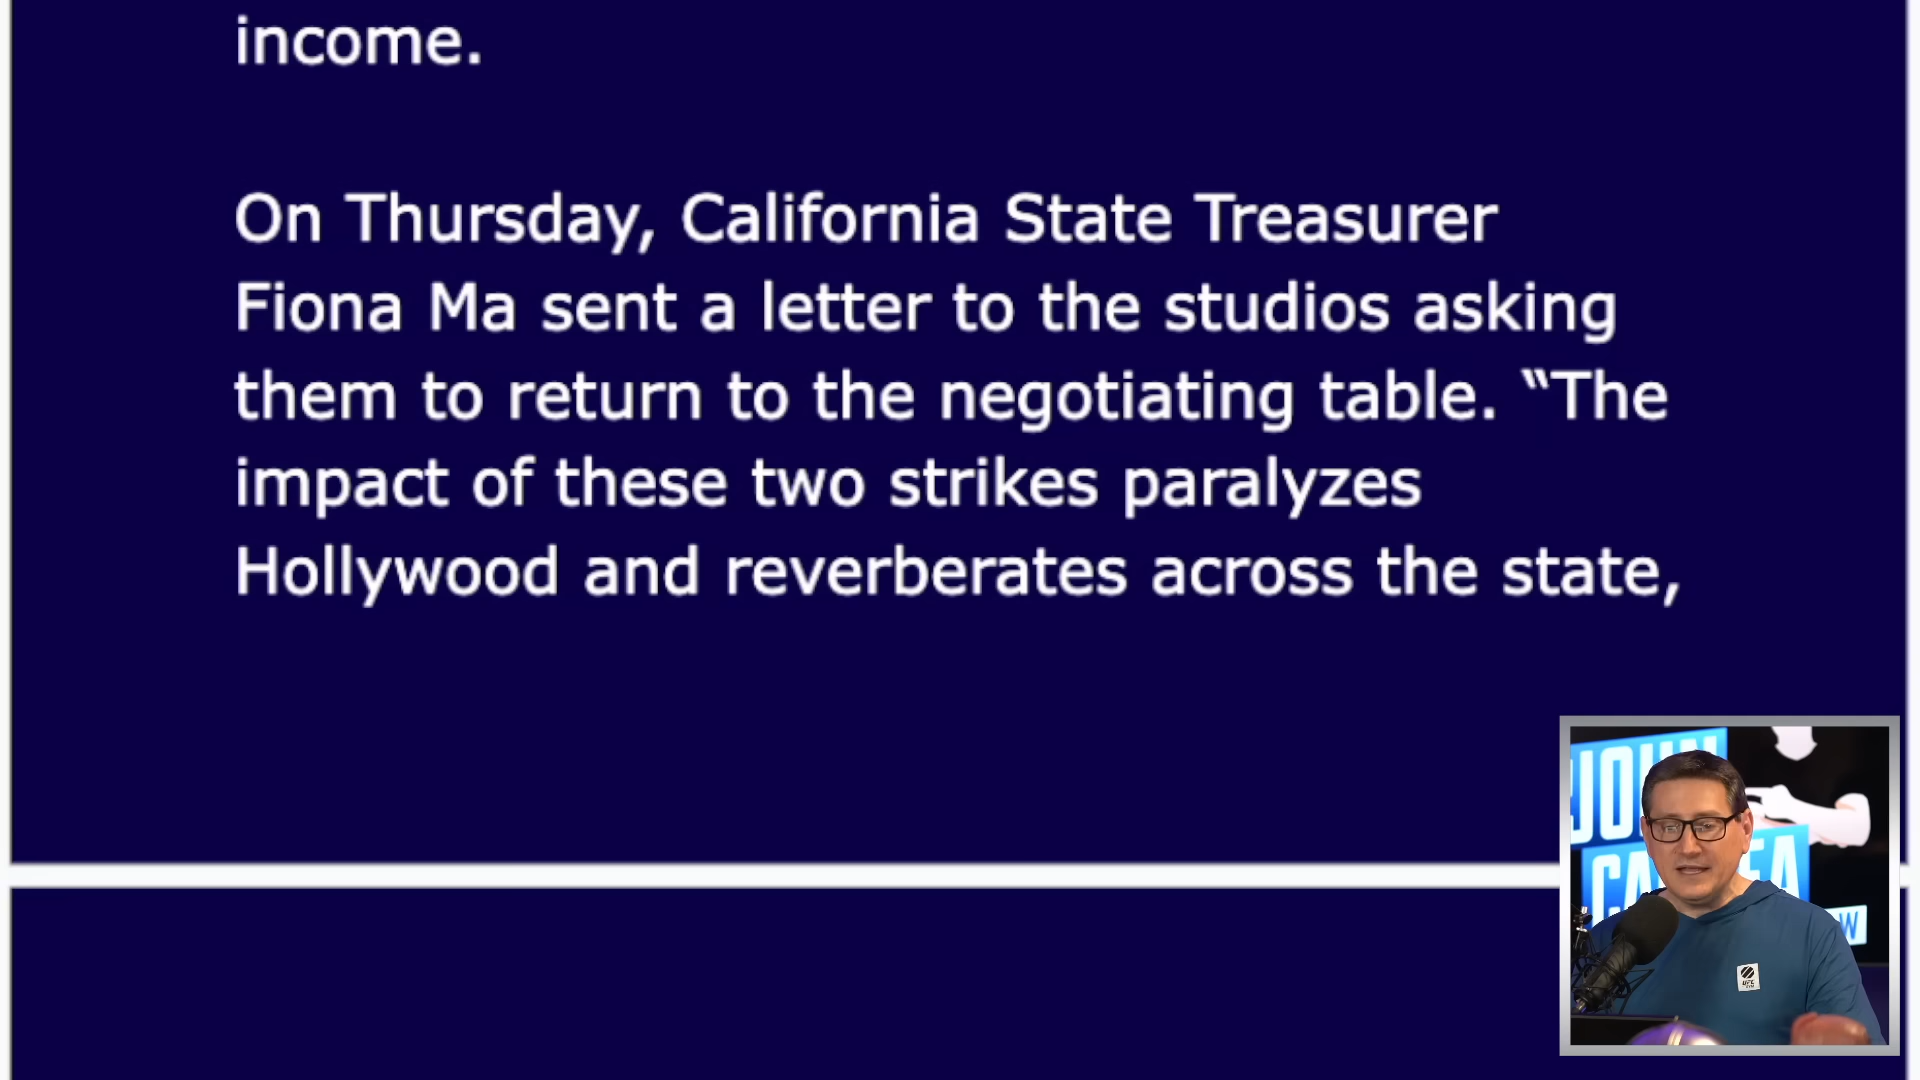 income.
On Thursday, California State Treasurer
Fiona Ma sent a letter to the studios asking
them to return to the negotiating table. “The
impact of these two strikes paralyzes
Hollywood and reverberates across the state,